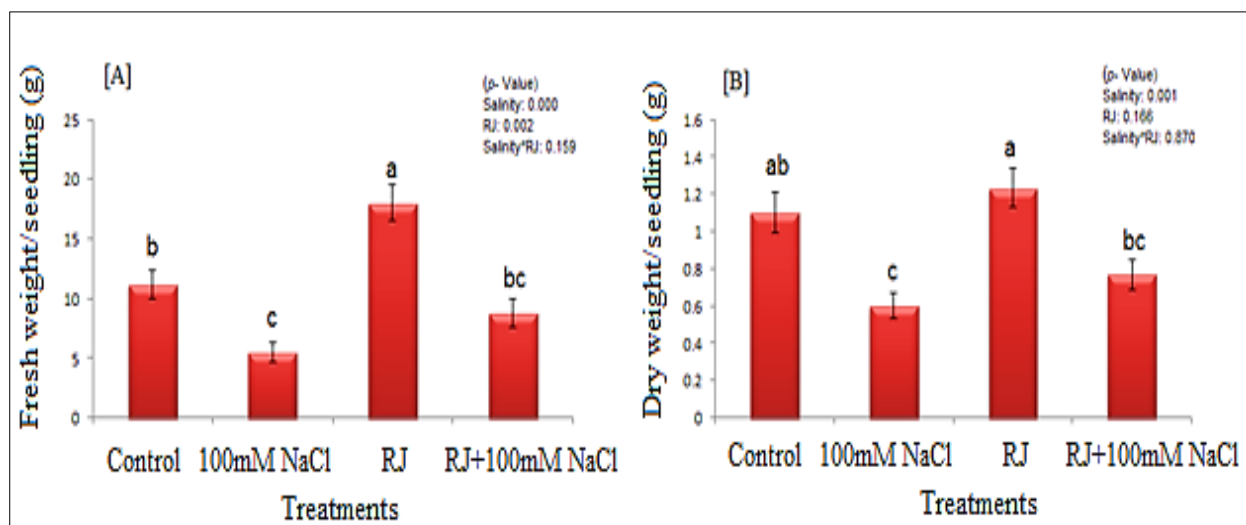 [A]
(p- Value)
Salinity: 0.000
RJ: 0.002
Salinity*RJ: 0.159
Fresh weight/seedling (g)
25
20
15
10
5
0
b
c
a
bc
Control 100mM NaCl RJ RJ+100mM NaCl
Treatments
[B]
(p- Value)
Salinity: 0.001
RJ: 0.166
Salinity*RJ: 0.870
Dry weight/seedling (g)
1.6
1.4
1.2
1
0.8
0.6
0.4
0.2
0
ab
c
a
bc
Control 100mM NaCl RJ RJ+100mM NaCl
Treatments